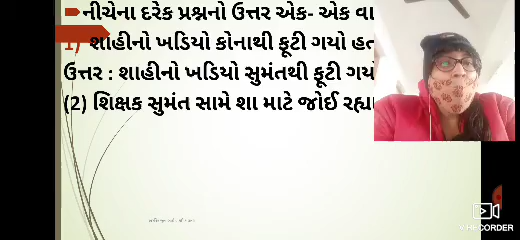 નીચેના દરેક પ્રશ્નનો ઉત્તર એક- એક વા
1) શાહીનો ખડિયો કોનાથી ફૂટી ગયો હત
ઉત્તર : શાહીનો ખડિયો સુમંતથી ફૂટી ગયો
(2) શિક્ષક સુમંત સામે શા માટે જોઈ રહ્યા
RECORDER